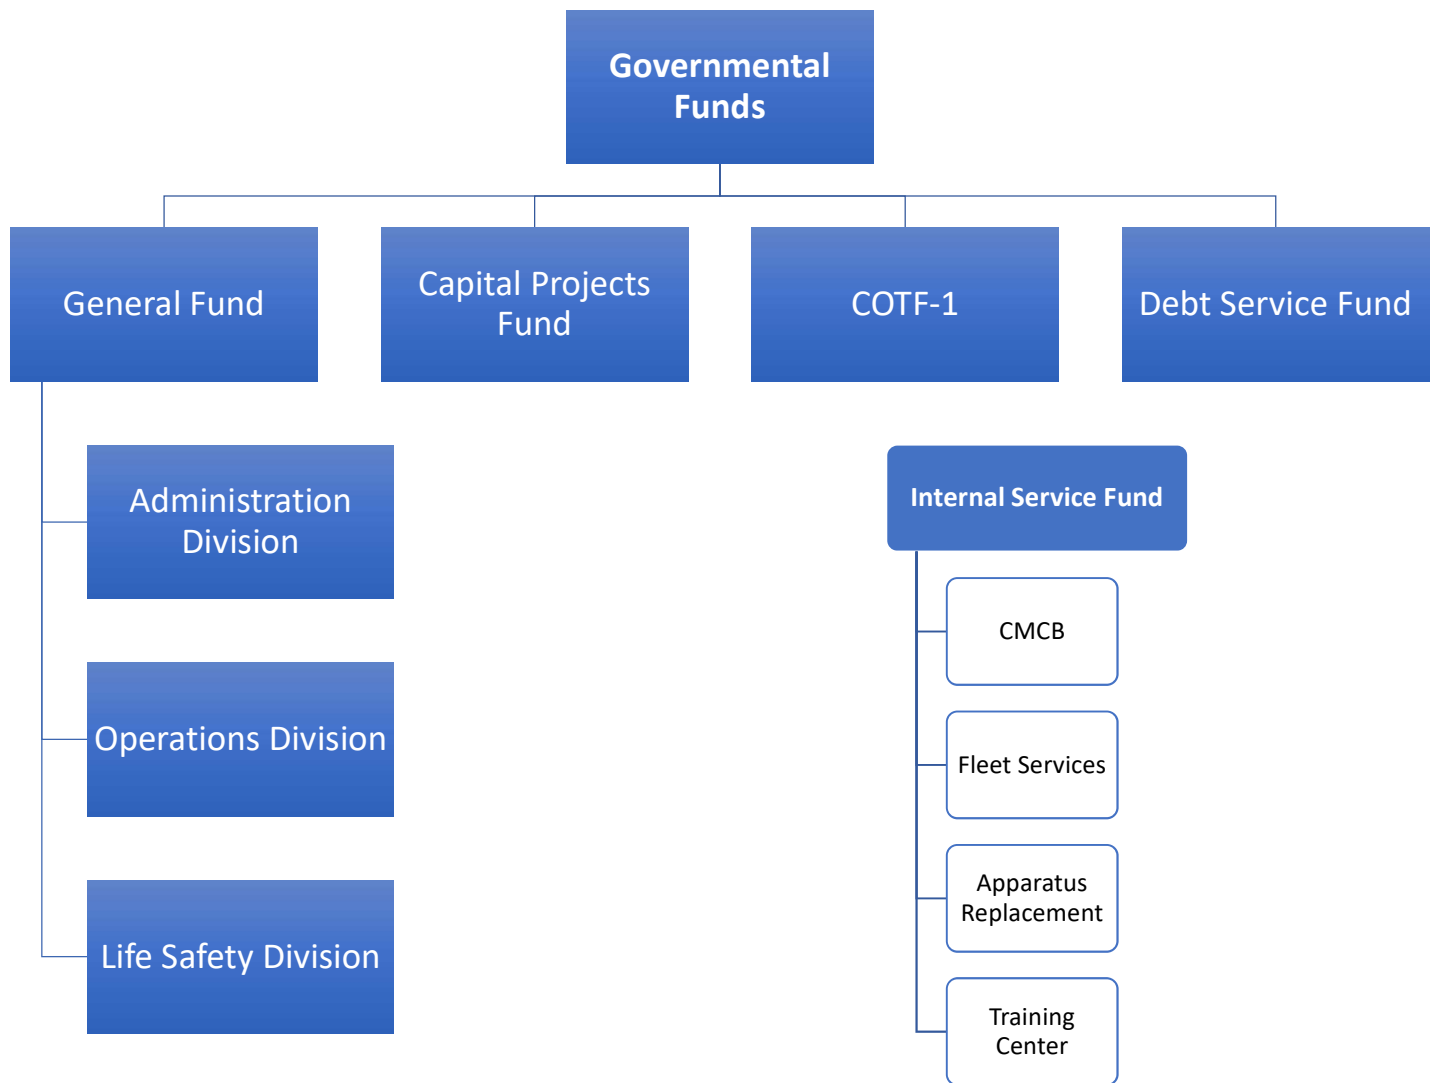 Governmental
Funds
General Fund
Capital Projects
Fund
COTF-1
Debt Service Fund
Administration
Division
Operations Division
Life Safety Division
Internal Service Fund
CMCB
Fleet Services
Apparatus
Replacement
Training
Center